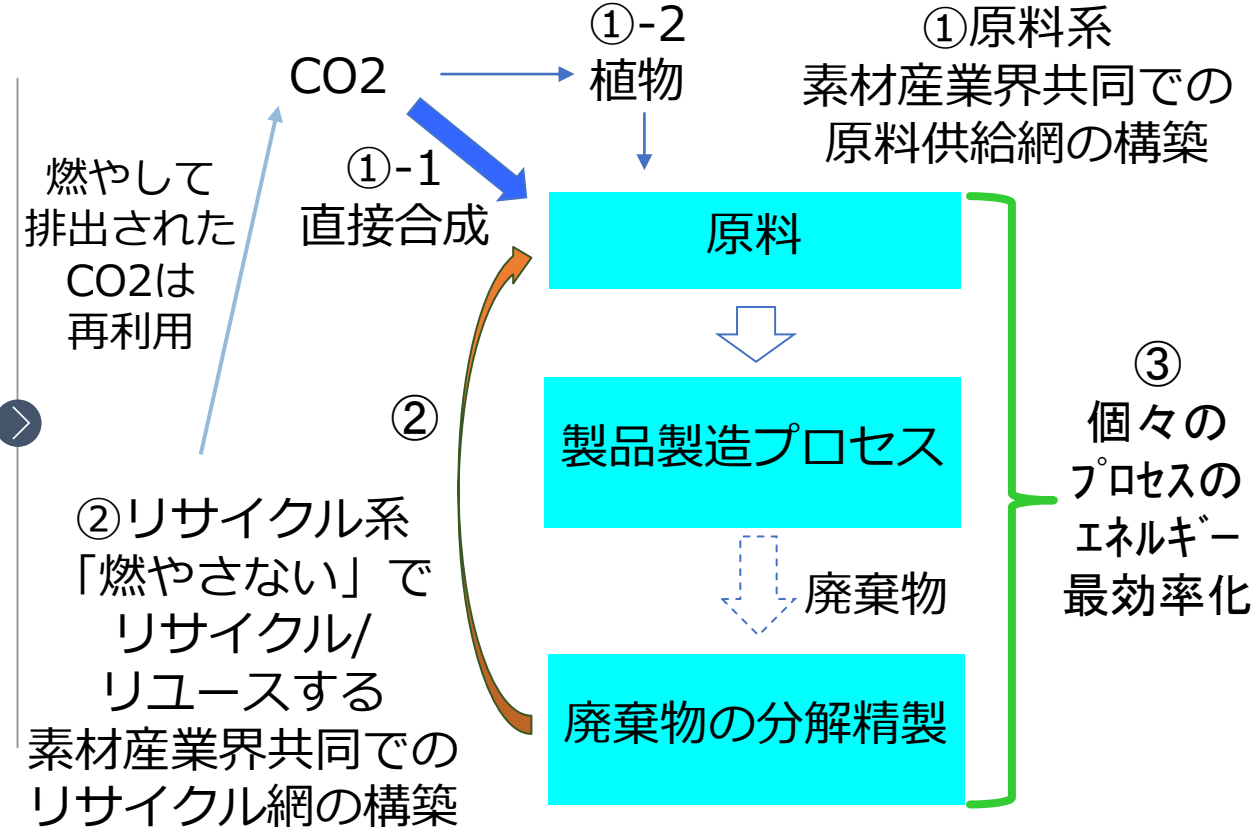 ①-2
植物
CO2
①原料系
素材産業界共同での
原料供給網の構築
燃やして
排出された
CO2は
再利用
①-1
直接合成
原料
②
製品製造プロセス
③
個々の
ﾌﾟﾛｾｽの
ｴﾈﾙｷﾞｰ
最効率化
②リサイクル系
「燃やさない」で
リサイクル/
リユースする
素材産業界共同での
リサイクル網の構築
廃棄物
廃棄物の分解精製